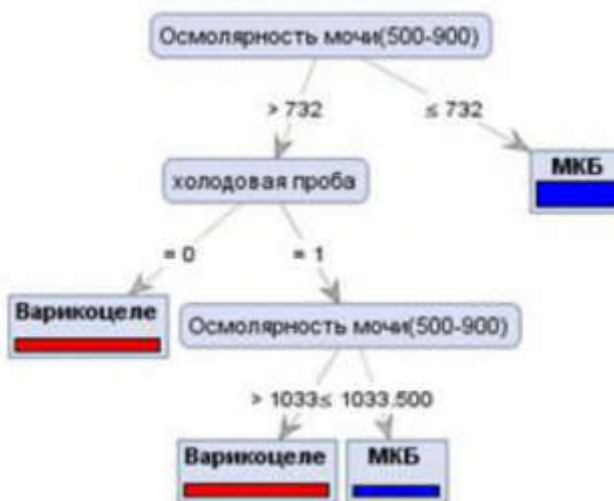 Осмолярность мочи(500-900)
> 732
≤ 732
холодовая проба
МКБ
= 0
= 1
Варикоцеле
Осмолярность мочи(500-900)
> 1033≤ 1033.500
Варикоцеле
МКБ